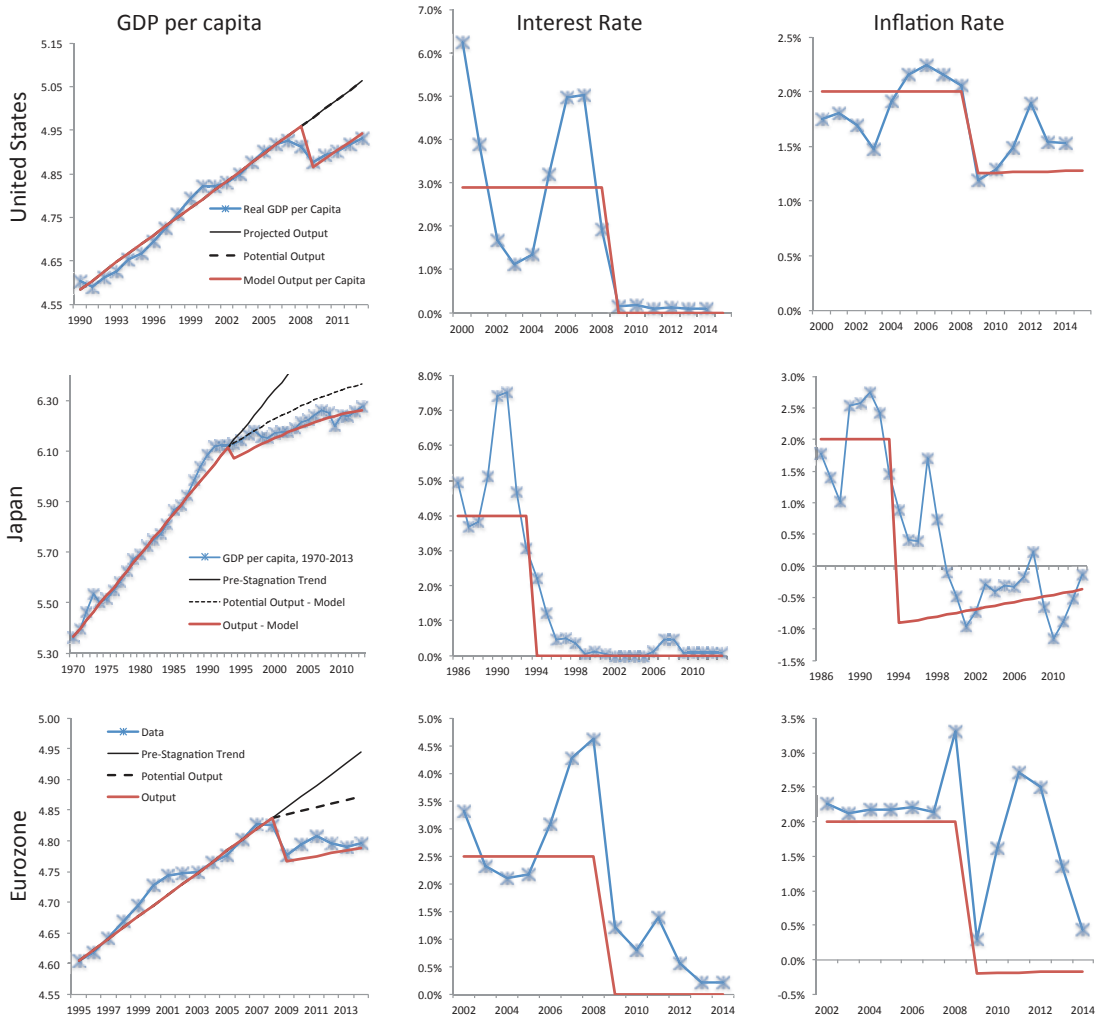 GDP per capita
Interest Rate
Inflation Rate
United States
5.15
5.05
4.95
4.85
4.75
4.65
4.55
Real GDP per Capita
Projected Output
Potential Output
Model Output per Capita
1990 1993 1996 1999 2002 2005 2008 2011
7.0%
6.0%
5.0%
4.0%
3.0%
2.0%
1.0%
0.0%
2000 2002 2004 2006 2008 2010 2012 2014
2.5%
2.0%
1.5%
1.0%
0.5%
0.0%
2000 2002 2004 2006 2008 2010 2012 2014
Japan
6.30
6.10
5.90
5.70
5.50
5.30
GDP per capita, 1970-2013
Pre-Stagnation Trend
Potential Output - Model
Output - Model
1970 1975 1980 1985 1990 1995 2000 2005 2010
8.0%
7.0%
6.0%
5.0%
4.0%
3.0%
2.0%
1.0%
0.0%
1986 1990 1994 1998 2002 2006 2010
3.0%
2.5%
2.0%
1.5%
1.0%
0.5%
0.0%
-0.5%
-1.0%
-1.5%
1986 1990 1994 1998 2002 2006 2010
Eurozone
5.00
4.95
4.90
4.85
4.80
4.75
4.70
4.65
4.60
4.55
Data
Pre-Stagnation Trend
Potential Output
Output
1995 1997 1999 2001 2003 2005 2007 2009 2011 2013
5.0%
4.5%
4.0%
3.5%
3.0%
2.5%
2.0%
1.5%
1.0%
0.5%
0.0%
2002 2004 2006 2008 2010 2012 2014
3.5%
3.0%
2.5%
2.0%
1.5%
1.0%
0.5%
0.0%
-0.5%
2002 2004 2006 2008 2010 2012 2014